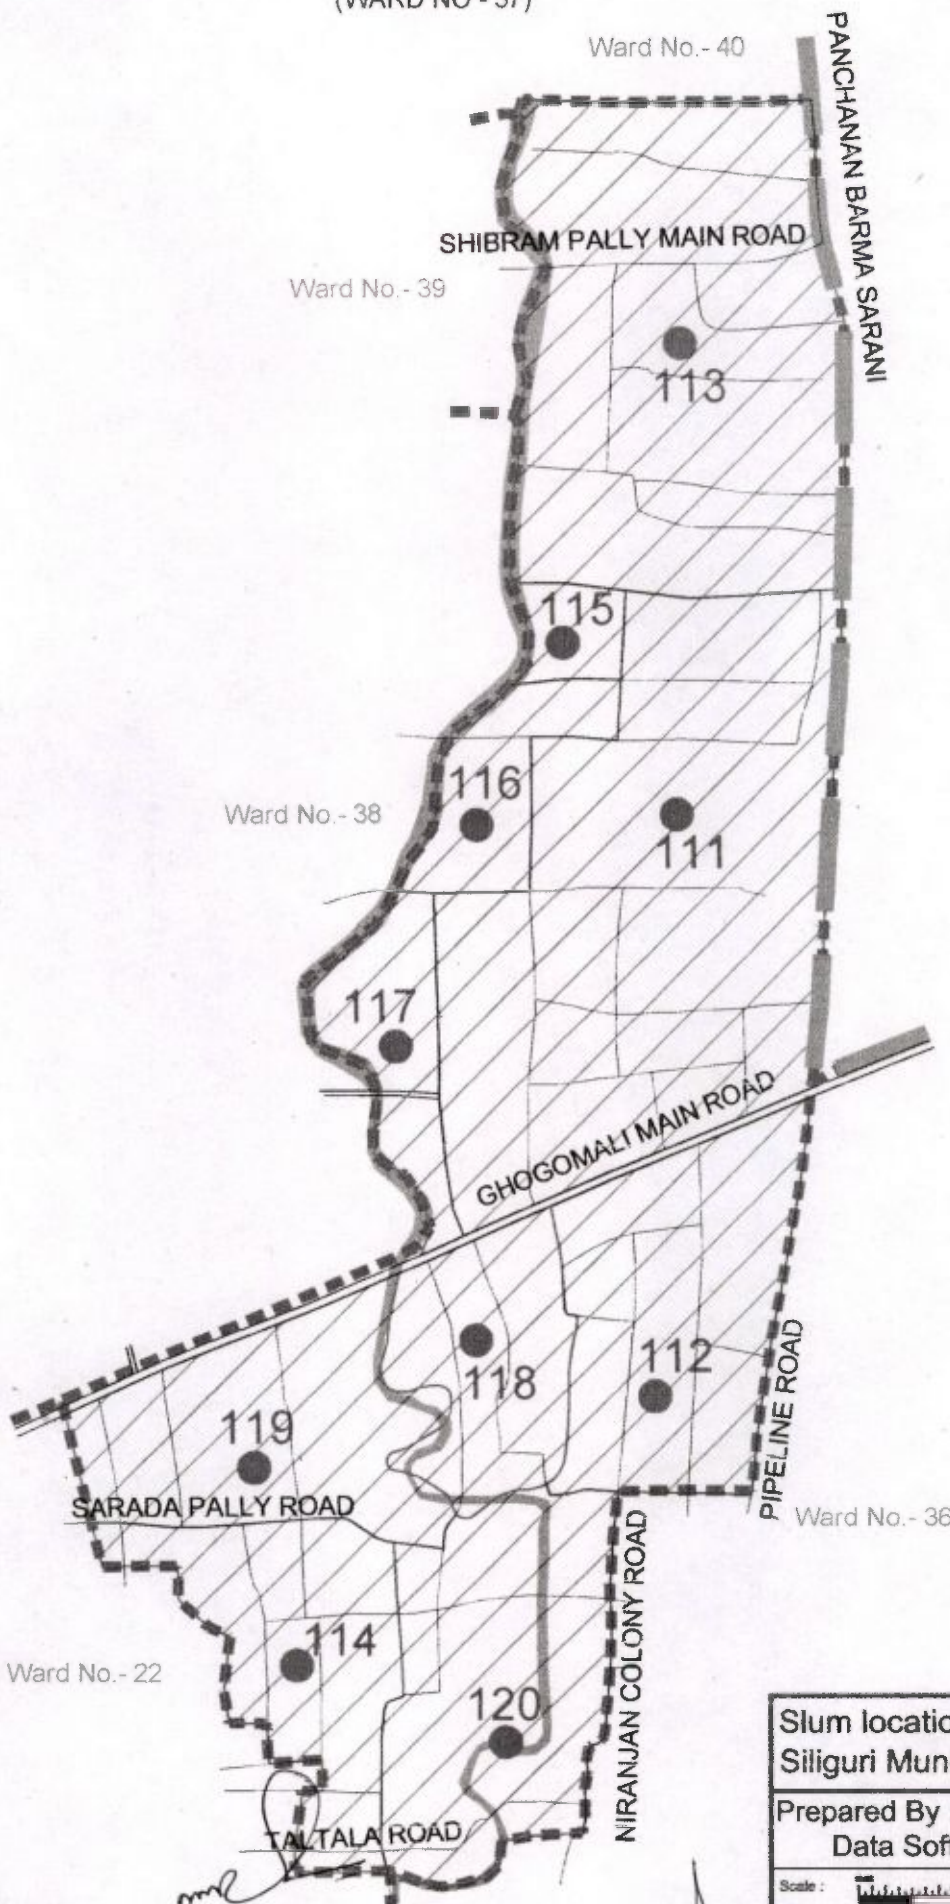 (WARD NO - 37)
Ward No.- 40
PANCHANAN BARMA SARANI
SHIBRAM PALLY MAIN ROAD
Ward No.- 39
113
115
116
Ward No.- 38
111
117
GHOGOMALI MAIN ROAD
118
112
119
PIPELINE ROAD
SARADA PALLY ROAD
Ward No.- 36
NIRANJAN COLONY ROAD
114
Ward No.- 22
120
TALTALA ROAD
Slum locatio
Siliguri Mun
Prepared By
Data Sof
Scale :